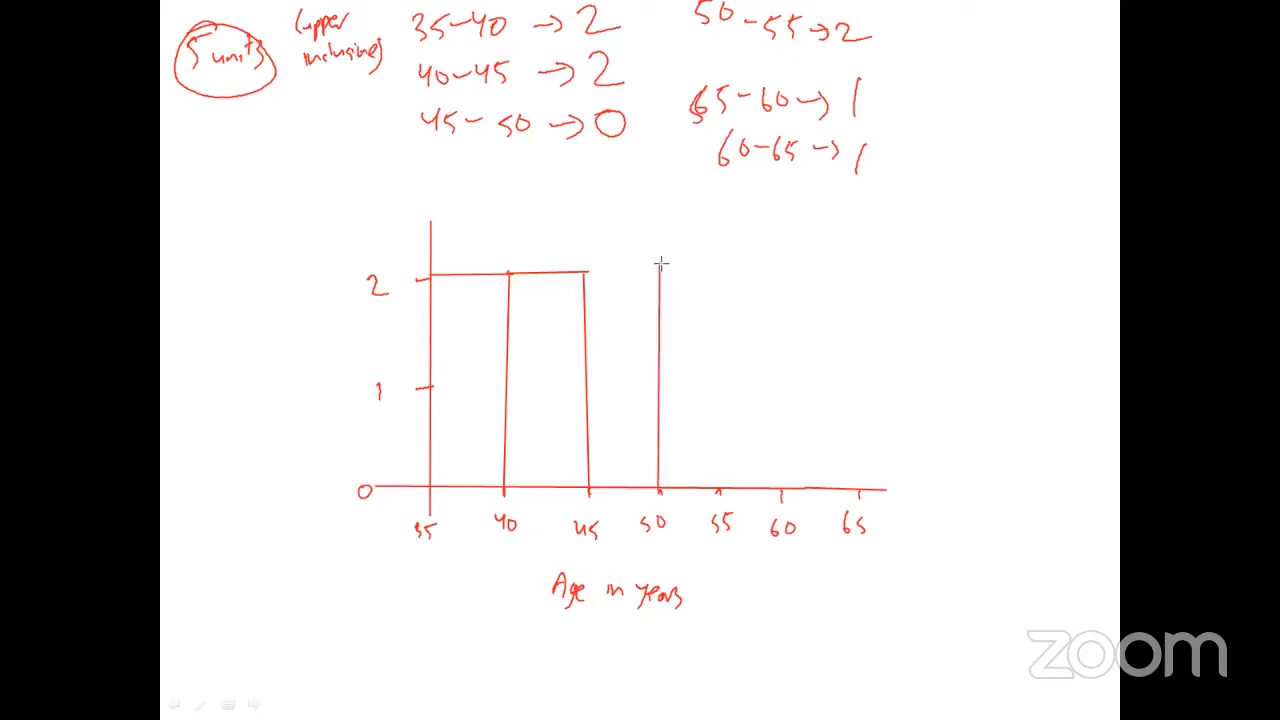 5 units
(upper inclusive)
35-40 → 2
40-45 → 2
45-50 → 0
50-55 → 2
55-60 → 1
60-65 → 1
2
1
0
35 40 45 50 55 60 65
Age in years
zoom